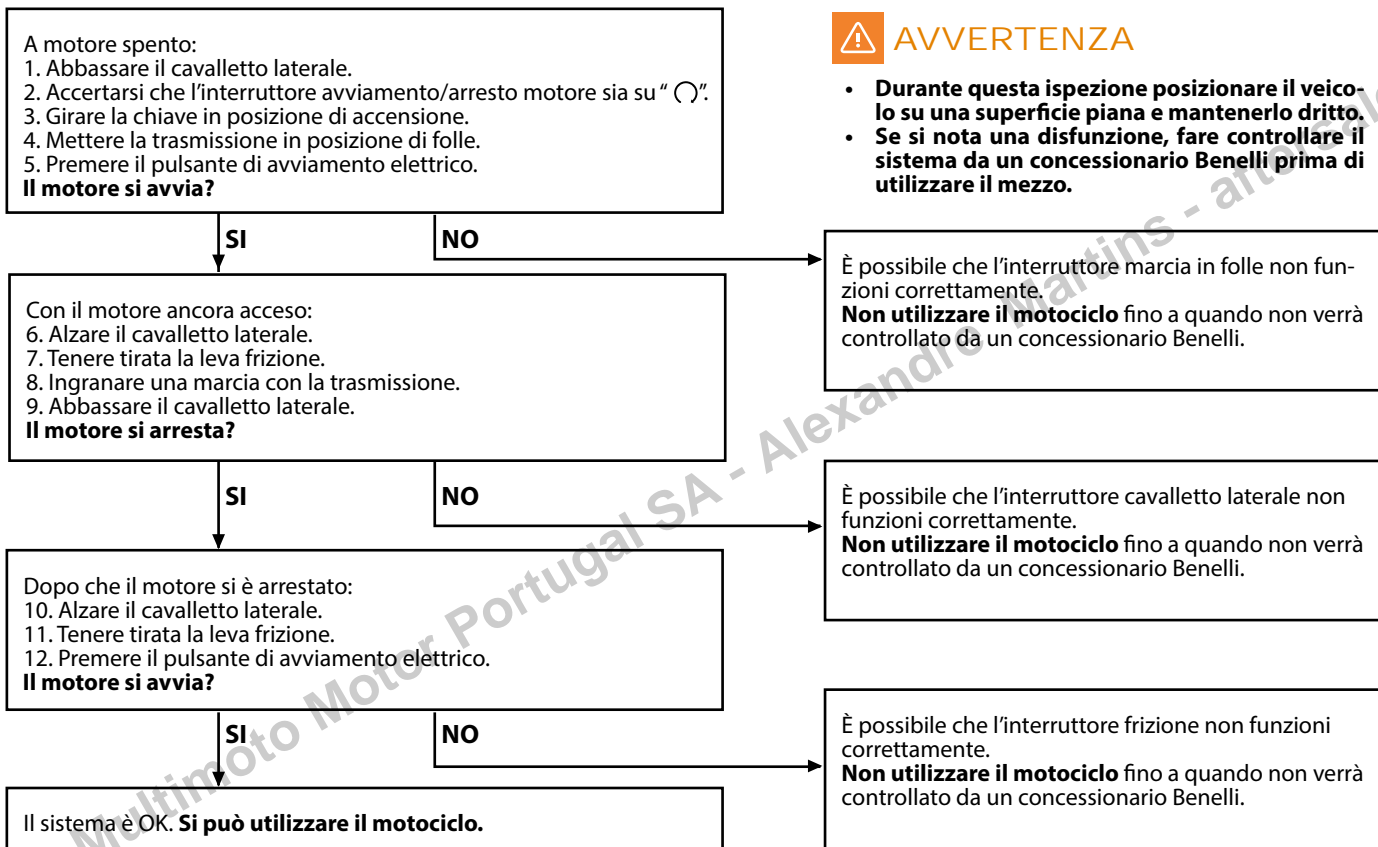 A motore spento:
1. Abbassare il cavalletto laterale.
2. Accertarsi che l'interruttore avviamento/arresto motore sia su " ".
3. Girare la chiave in posizione di accensione.
4. Mettere la trasmissione in posizione di folle.
5. Premere il pulsante di avviamento elettrico.
Il motore si avvia?
AVVERTENZA
• Durante questa ispezione posizionare il veico-
lo su una superficie piana e mantenerlo dritto.
• Se si nota una disfunzione, fare controllare il
sistema da un concessionario Benelli prima di
utilizzare il mezzo.
SI
NO
È possibile che l'interruttore marcia in folle non fun-
zioni correttamente.
Non utilizzare il motociclo fino a quando non verrà
controllato da un concessionario Benelli.
Con il motore ancora acceso:
6. Alzare il cavalletto laterale.
7. Tenere tirata la leva frizione.
8. Ingranare una marcia con la trasmissione.
9. Abbassare il cavalletto laterale.
Il motore si arresta?
SI
NO
È possibile che l'interruttore cavalletto laterale non
funzioni correttamente.
Non utilizzare il motociclo fino a quando non verrà
controllato da un concessionario Benelli.
Dopo che il motore si è arrestato:
10. Alzare il cavalletto laterale.
11. Tenere tirata la leva frizione.
12. Premere il pulsante di avviamento elettrico.
Il motore si avvia?
SI
NO
È possibile che l'interruttore frizione non funzioni
correttamente.
Non utilizzare il motociclo fino a quando non verrà
controllato da un concessionario Benelli.
Il sistema è OK. Si può utilizzare il motociclo.
Multimoto Motor Portugal SA - Alexandre Martins - aftersale